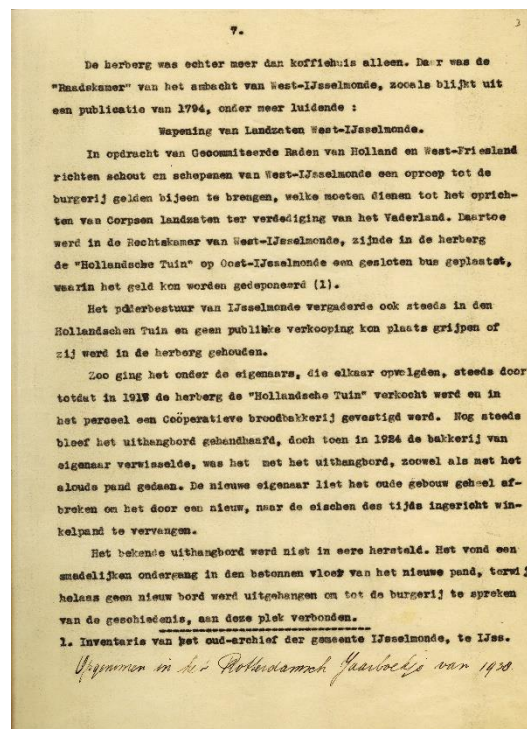 7.
3
De herberg was echter meer dan koffiehuis alleen. Daar was de
"Raadskamer" van het ambacht van West-IJsselmonde, zooals blijkt uit
een publicatie van 1794, onder meer luidende :
Wapening van Landzaten West-IJsselmonde.
In opdracht van Gecommiteerde Raden van Holland en West-Friesland
richten schout en schepenen van West-IJsselmonde een oproep tot de
burgerij gelden bijeen te brengen, welke moeten dienen tot het oprich-
ten van Corpsen landzaten ter verdediging van het Vaderland. Daartoe
werd in de Rechtskamer van West-IJsselmonde, zijnde in de herberg
de "Hollandsche Tuin" op Oost-IJsselmonde een gesloten bus geplaatst,
waarin het geld kon worden gedeponeerd (1).
Het polderbestuur van IJsselmonde vergaderde ook steeds in den
Hollandschen Tuin en geen publieke verkooping kon plaats grijpen of
zij werd in de herberg gehouden.
Zoo ging het onder de eigenaars, die elkaar opvolgden, steeds door
totdat in de herberg de "Hollandsche Tuin" verkocht werd en in
het perceel een Coöperatieve broodbakkerij gevestigd werd. Nog steeds
bleef het uithangbord gehandhaafd, doch toen in 1924 de bakkerij van
eigenaar verwisselde, was het met het uithangbord, zoowel als met het
aloude pand gedaan. De nieuwe eigenaar liet het oude gebouw geheel af-
breken om het door een nieuw, naar de eischen des tijds ingericht win-
kelpand te vervangen.
Het bekende uithangbord werd niet in eere hersteld. Het vond een
smadelijken ondergang in den betonnen vloer van het nieuwe pand, terwij
helaas geen nieuw bord werd uitgehangen om tot de burgerij te spreken
van de geschiedenis, aan deze plek verbonden.
1. Inventaris van het oud-archief der gemeente IJsselmonde, te IJss.
Opgenomen in het Rotterdamsch Jaarboekje van 1938.